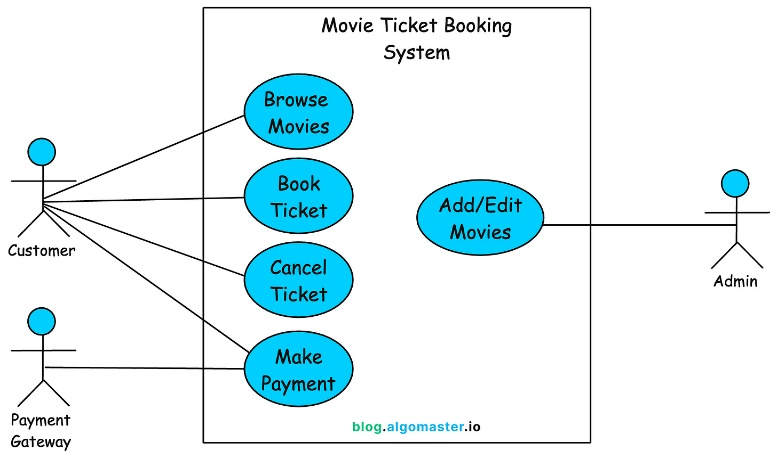 Movie Ticket Booking
System
Browse
Movies
Book
Ticket
Add/Edit
Movies
Customer
Cancel
Ticket
Admin
Make
Payment
Payment
Gateway
blog.algomaster.io